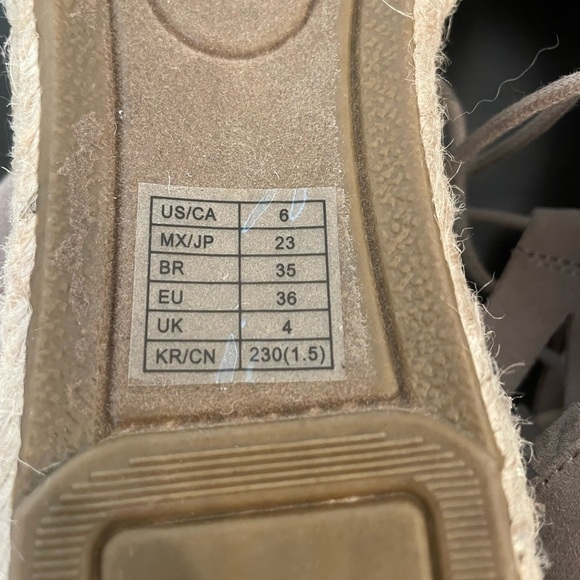 US/CA 6
MX/JP 23
BR 35
EU 36
UK 4
KR/CN 230(1.5)